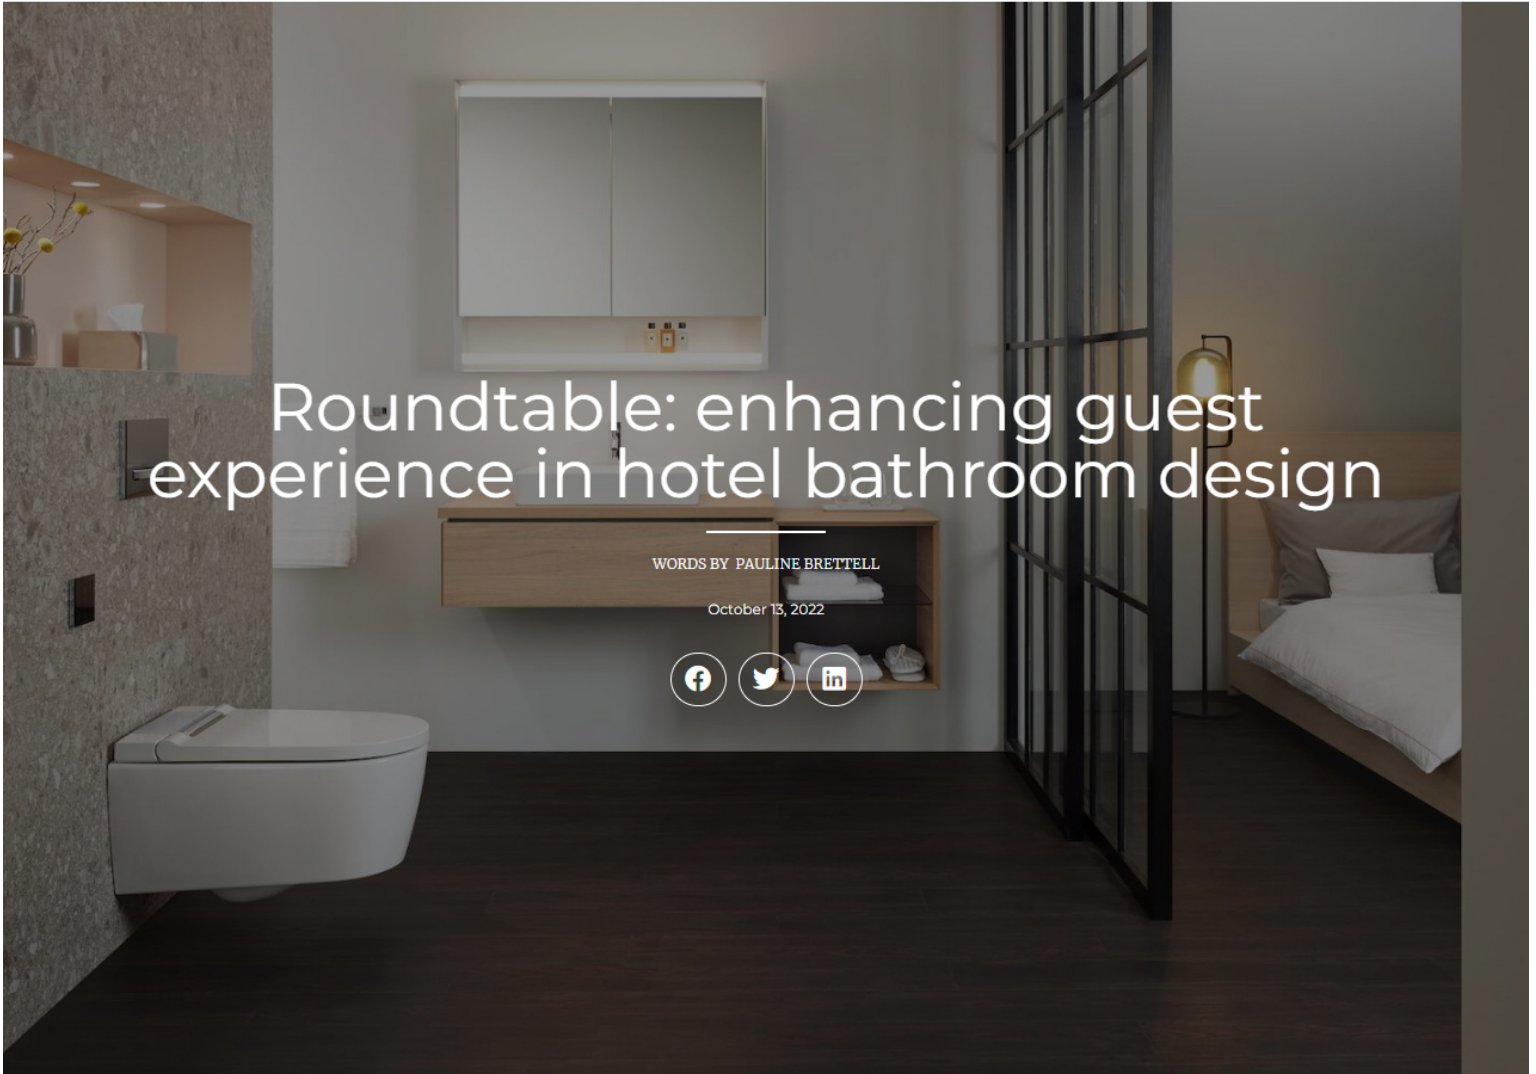 Roundtable: enhancing guest
experience in hotel bathroom design
WORDS BY PAULINE BRETTELL
October 13, 2022